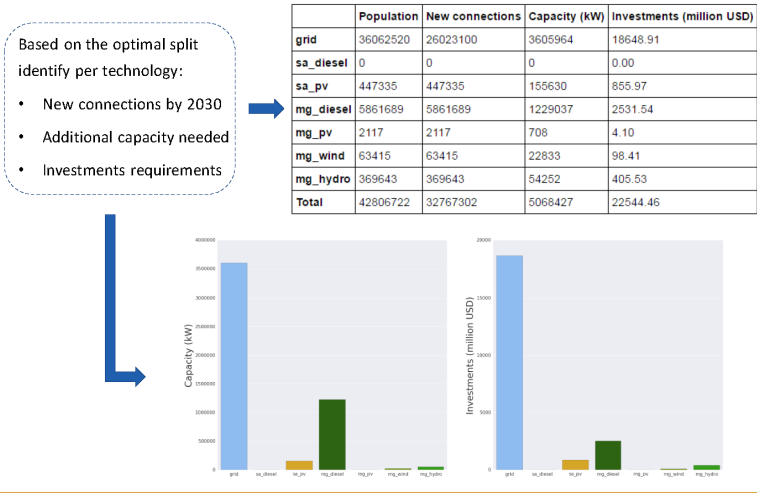 Based on the optimal split
identify per technology:
• New connections by 2030
• Additional capacity needed
• Investments requirements
Population New connections Capacity (kW) Investments (million USD)
grid 36062520 26023100 3605964 18648.91
sa_diesel 0 0 0 0.00
sa_pv 447335 447335 155630 855.97
mg_diesel 5861689 5861689 1229037 2531.54
mg_pv 2117 2117 708 4.10
mg_wind 63415 63415 22833 98.41
mg_hydro 369643 369643 54252 405.53
Total 42806722 32767302 5068427 22544.46
Capacity (kW)
4000000
3500000
3000000
2500000
2000000
1500000
1000000
500000
0
grid sa_diesel sa_pv mg_diesel mg_pv mg_wind mg_hydro
Investments (million USD)
20000
15000
10000
5000
0
grid sa_diesel sa_pv mg_diesel mg_pv mg_wind mg_hydro